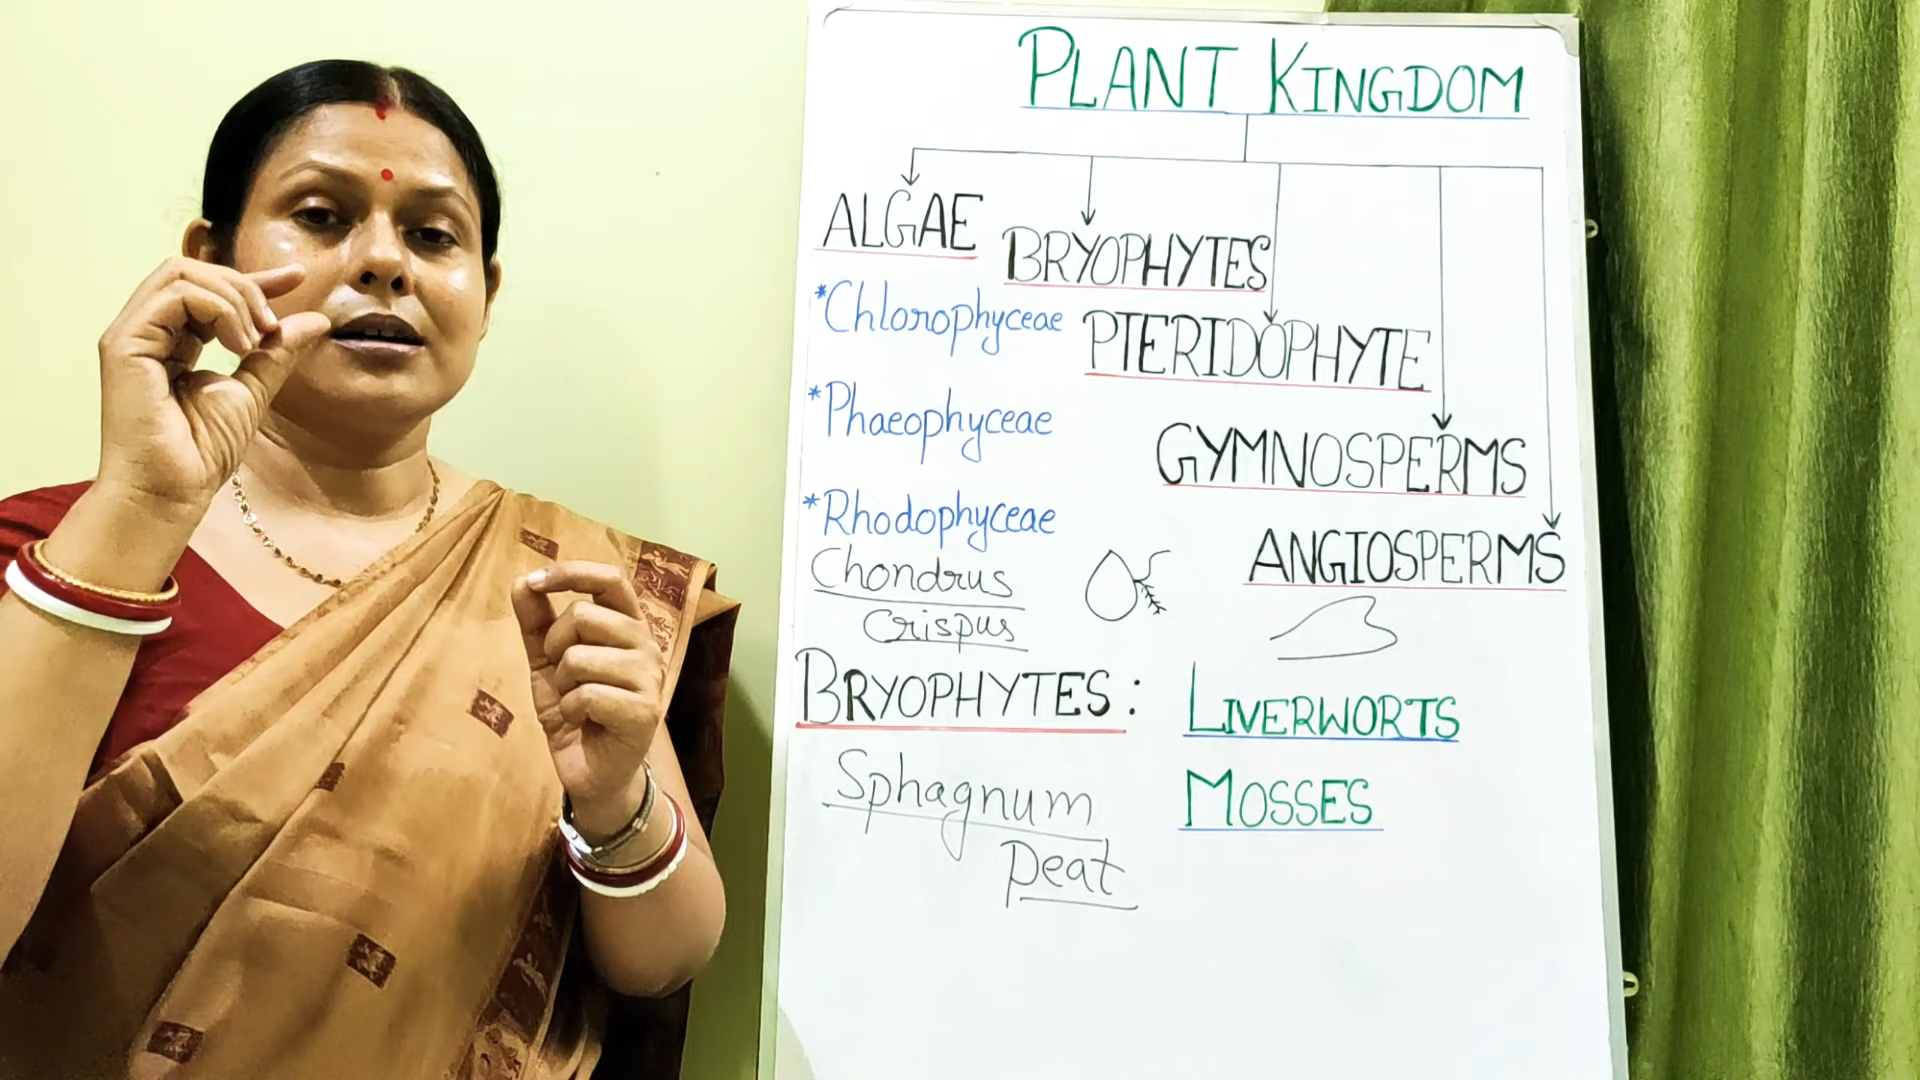 PLANT KINGDOM
ALGAE
BRYOPHYTES
PTERIDOPHYTE
GYMNOSPERMS
ANGIOSPERMS
*Chlorophyceae
*Phaeophyceae
*Rhodophyceae
Chondrus
Crispus
BRYOPHYTES: LIVERWORTS
Sphagnum MOSSES
Peat